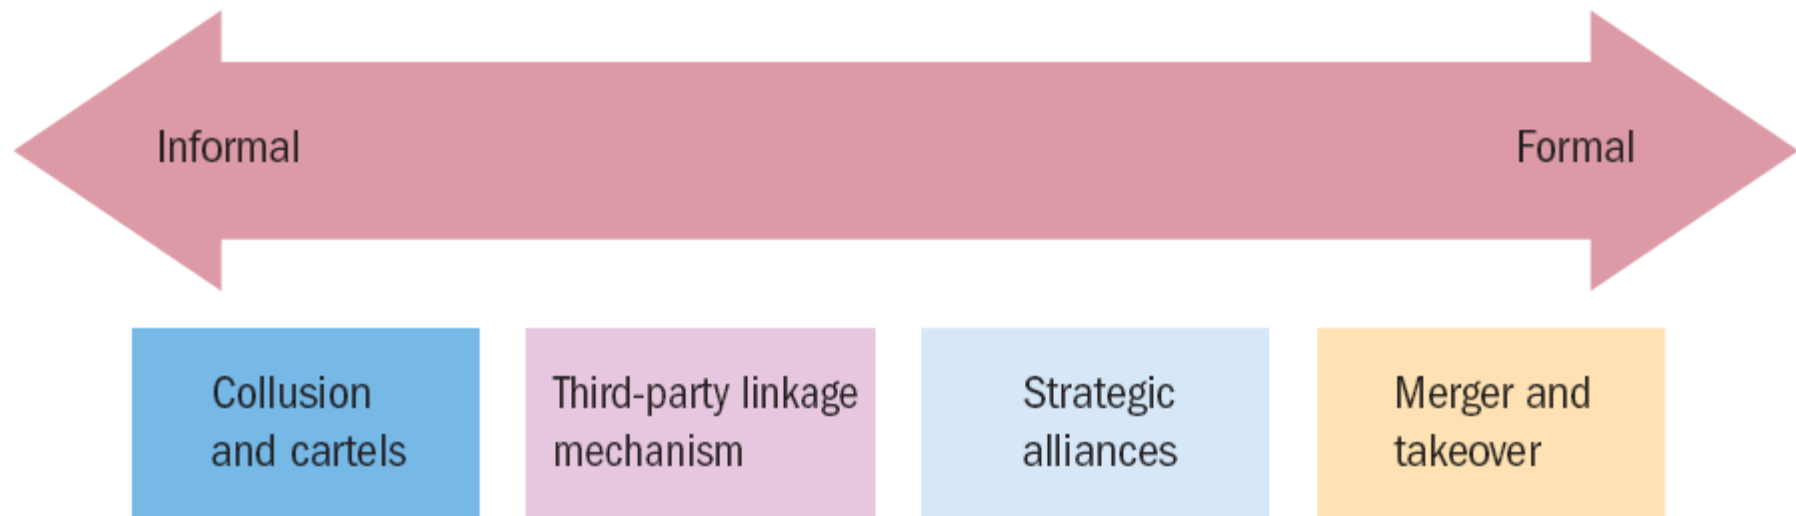 Informal
Formal
Collusion
and cartels
Third-party linkage
mechanism
Strategic
alliances
Merger and
takeover